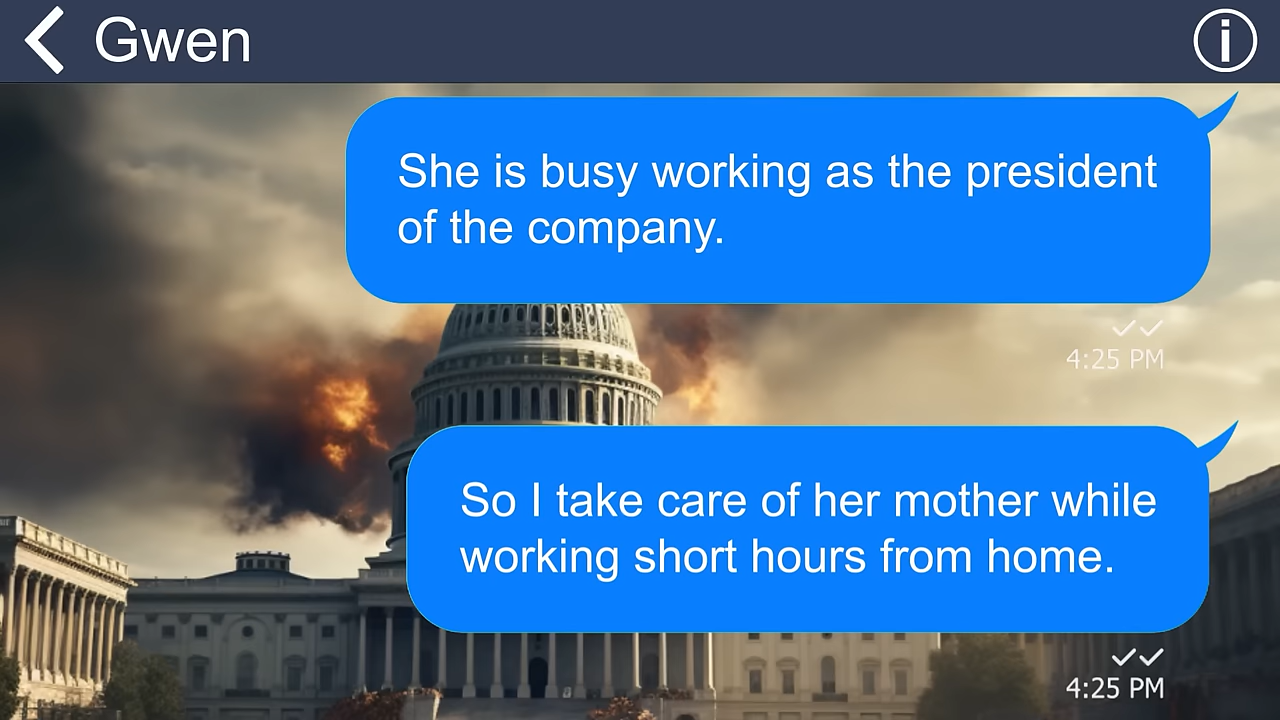 Gwen
She is busy working as the president
of the company.
4:25 PM
So I take care of her mother while
working short hours from home.
4:25 PM